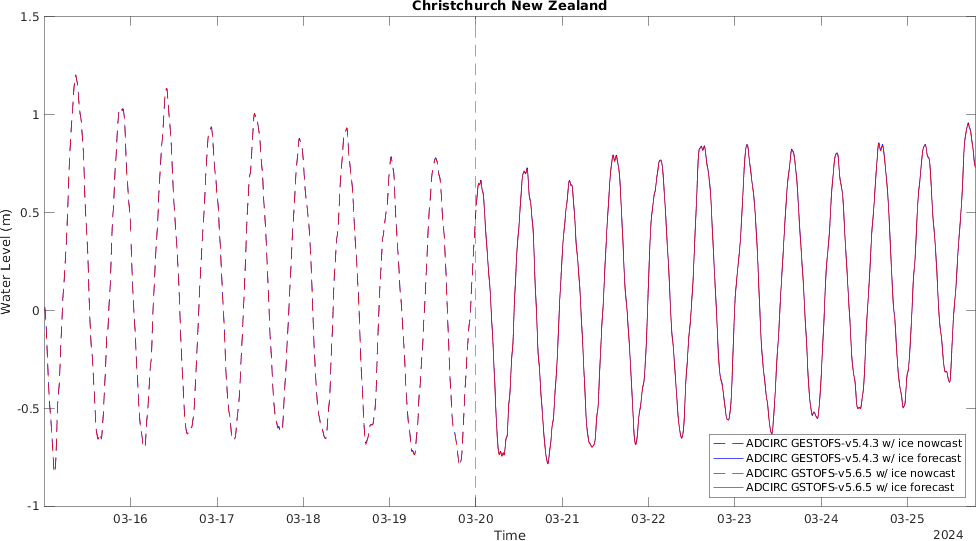 Christchurch New Zealand
1.5
1
0.5
0
-0.5
-1
Water Level (m)
03-16 03-17 03-18 03-19 03-20 03-21 03-22 03-23 03-24 03-25
Time
2024
ADCIRC GESTOFS-v5.4.3 w/ ice nowcast
ADCIRC GESTOFS-v5.4.3 w/ ice forecast
ADCIRC GSTOFS-v5.6.5 w/ ice nowcast
ADCIRC GSTOFS-v5.6.5 w/ ice forecast